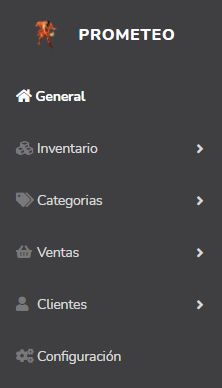 PROMETEO
General
Inventario
Categorias
Ventas
Clientes
Configuración